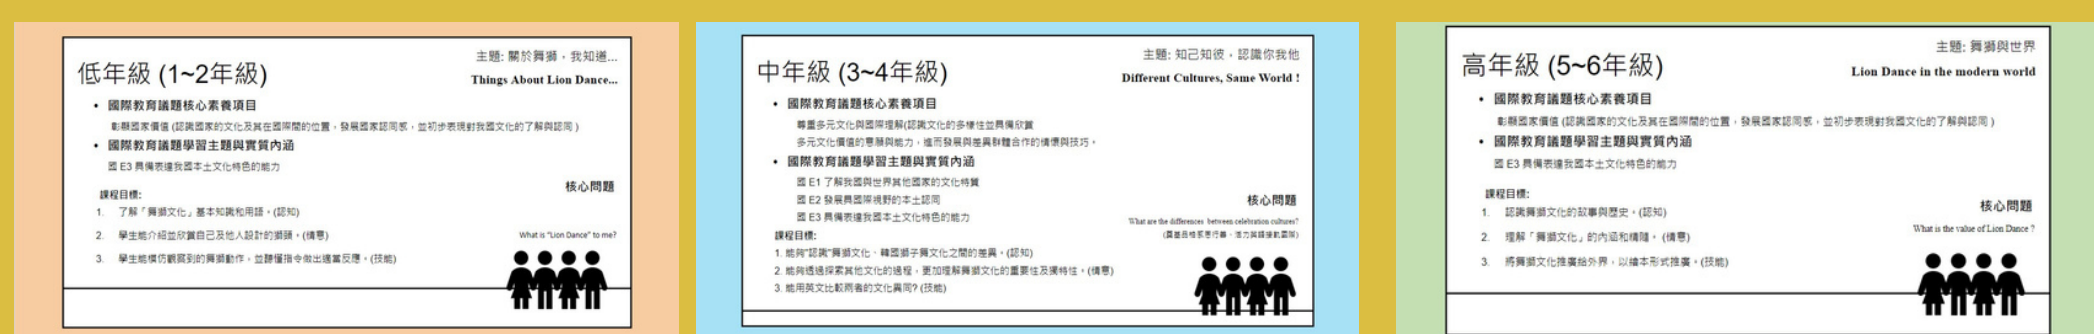 低年級 (1~2年級)
主題: 關於舞獅，我知道...
Things About Lion Dance...
• 國際教育議題核心素養項目
彰顯國家價值 (認識國家的文化及其在國際間的位置，發展國家認同感，並初步表現對我國文化的了解與認同 )
• 國際教育議題學習主題與實質內涵
國 E3 具備表達我國本土文化特色的能力
課程目標:
1. 了解「舞獅文化」基本知識和用語。(認知)
2. 學生能介紹並欣賞自己及他人設計的獅頭。(情意)
3. 學生能模仿觀察到的舞獅動作，並聽懂指令做出適當反應。(技能)
核心問題
What is "Lion Dance" to me?
中年級 (3~4年級)
主題: 知己知彼，認識你我他
Different Cultures, Same World !
• 國際教育議題核心素養項目
尊重多元文化與國際理解(認識文化的多樣性並具備欣賞
多元文化價值的意願與能力，進而發展與差異群體合作的情懷與技巧。
• 國際教育議題學習主題與實質內涵
國 E1 了解我國與世界其他國家的文化特質
國 E2 發展具國際視野的本土認同
國 E3 具備表達我國本土文化特色的能力
課程目標:
1. 能夠"認識"舞獅文化、韓國獅子舞文化之間的差異。(認知)
2. 能夠透過探索其他文化的過程，更加理解舞獅文化的重要性及獨特性。(情意)
3. 能用英文比較兩者的文化異同? (技能)
核心問題
What are the differences between celebration cultures?
高年級 (5~6年級)
主題: 舞獅與世界
Lion Dance in the modern world
• 國際教育議題核心素養項目
彰顯國家價值 (認識國家的文化及其在國際間的位置，發展國家認同感，並初步表現對我國文化的了解與認同 )
• 國際教育議題學習主題與實質內涵
國 E3 具備表達我國本土文化特色的能力
課程目標:
1. 認識舞獅文化的故事與歷史。(認知)
2. 理解「舞獅文化」的內涵和精隨。 (情意)
3. 將舞獅文化推廣給外界，以繪本形式推廣。(技能)
核心問題
What is the value of Lion Dance ?